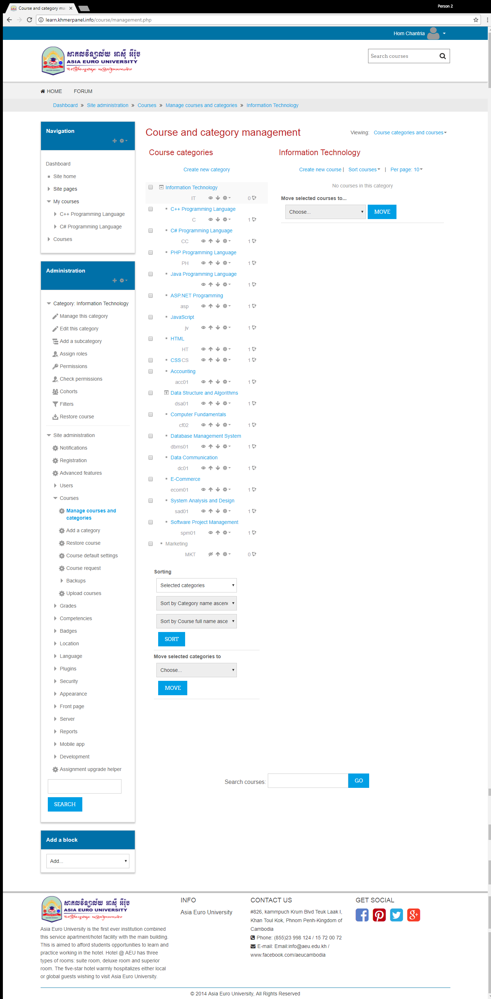 Course and category ma
Person 2
learn.khmerpanel.info/course/management.php
Hom Chantria
សាកលវិទ្យាល័យ អាស៊ី អឺរ៉ុប
ASIA EURO UNIVERSITY
Search courses
HOME FORUM
Dashboard » Site administration » Courses » Manage courses and categories » Information Technology
Navigation
Dashboard
Site home
Site pages
My courses
C++ Programming Language
C# Programming Language
Courses
Administration
Category: Information Technology
Manage this category
Edit this category
Add a subcategory
Assign roles
Permissions
Check permissions
Cohorts
Filters
Restore course
Site administration
Notifications
Registration
Advanced features
Users
Courses
Manage courses and
categories
Add a category
Restore course
Course default settings
Course request
Backups
Upload courses
Grades
Competencies
Badges
Location
Language
Plugins
Security
Appearance
Front page
Server
Reports
Mobile app
Development
Assignment upgrade helper
SEARCH
Add a block
Add...
Course and category management
Viewing: Course categories and courses
Course categories
Create new category
Information Technology
IT 0
C++ Programming Language
C 1
C# Programming Language
CC 1
PHP Programming Language
PH 1
Java Programming Language
1
ASP.NET Programming
asp 1
JavaScript
jv 1
HTML
HT 1
CSS CS 1
Accounting
acc01 1
Data Structure and Algorithms
dsa01 1
Computer Fundamentals
cf02 1
Database Management System
dbms01 1
Data Communication
dc01 1
E-Commerce
ecom01 1
System Analysis and Design
sad01 1
Software Project Management
spm01 1
Marketing
MKT 0
Sorting
Selected categories
Sort by Category name ascen
Sort by Course full name asce
SORT
Move selected categories to
Choose...
MOVE
Information Technology
Create new course | Sort courses | Per page: 10
No courses in this category
Move selected courses to...
Choose... MOVE
Search courses: GO
សាកលវិទ្យាល័យ អាស៊ី អឺរ៉ុប
ASIA EURO UNIVERSITY
Asia Euro University is the first ever institution combined
this service apartment/hotel facility with the main building.
This is aimed to afford students opportunities to learn and
practice working in the hotel. Hotel @ AEU has three
types of rooms: suite room, deluxe room and superior
room. The five-star hotel warmly hospitalizes either local
or global guests wishing to visit Asia Euro University.
INFO
Asia Euro University
CONTACT US
#826, kammpuch Krum Blvd Teuk Laak I,
Khan Toul Kok, Phnom Penh-Kingdom of
Cambodia
Phone: (855)23 998 124 / 15 72 00 72
E-mail: Email:info@aeu.edu.kh /
www.facebook.com/aeucambodia
GET SOCIAL
© 2014 Asia Euro University, All Rights Reserved